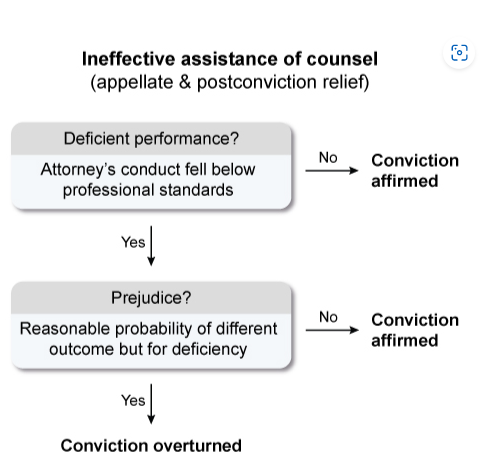 Ineffective assistance of counsel
(appellate & postconviction relief)
Deficient performance?
Attorney's conduct fell below
professional standards
No
Conviction
affirmed
Yes
Prejudice?
Reasonable probability of different
outcome but for deficiency
No
Conviction
affirmed
Yes
Conviction overturned